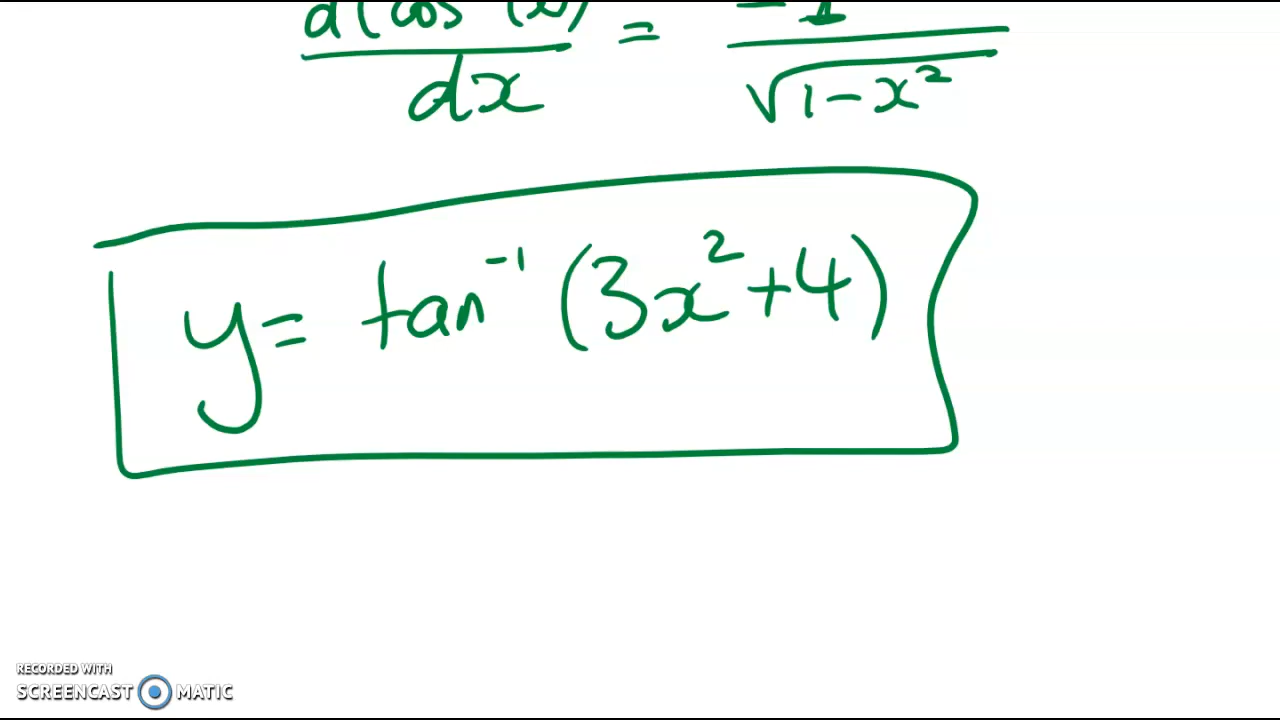 d(cos⁻¹(x))/dx = -1/√(1-x²)
y= tan⁻¹ (3x²+4)
RECORDED WITH
SCREENCAST MATIC